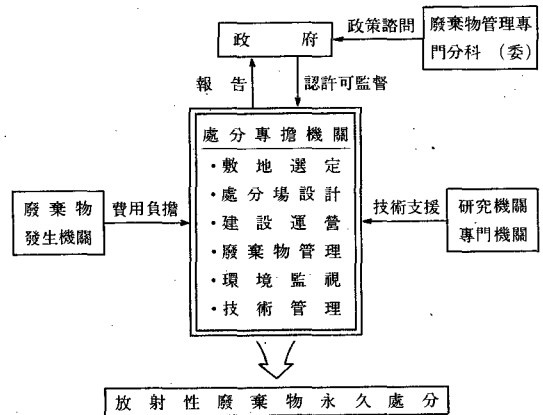 政府
政策諮問
廢棄物管理專
門分科 (委)
報告
認許可監督
處分專擔機關
·敷地選定
·處分場設計
·建設運營
·廢棄物管理
·環境監視
·技術管理
廢棄物
發生機關
費用負擔
技術支援
研究機關
專門機關
放射性廢棄物永久處分